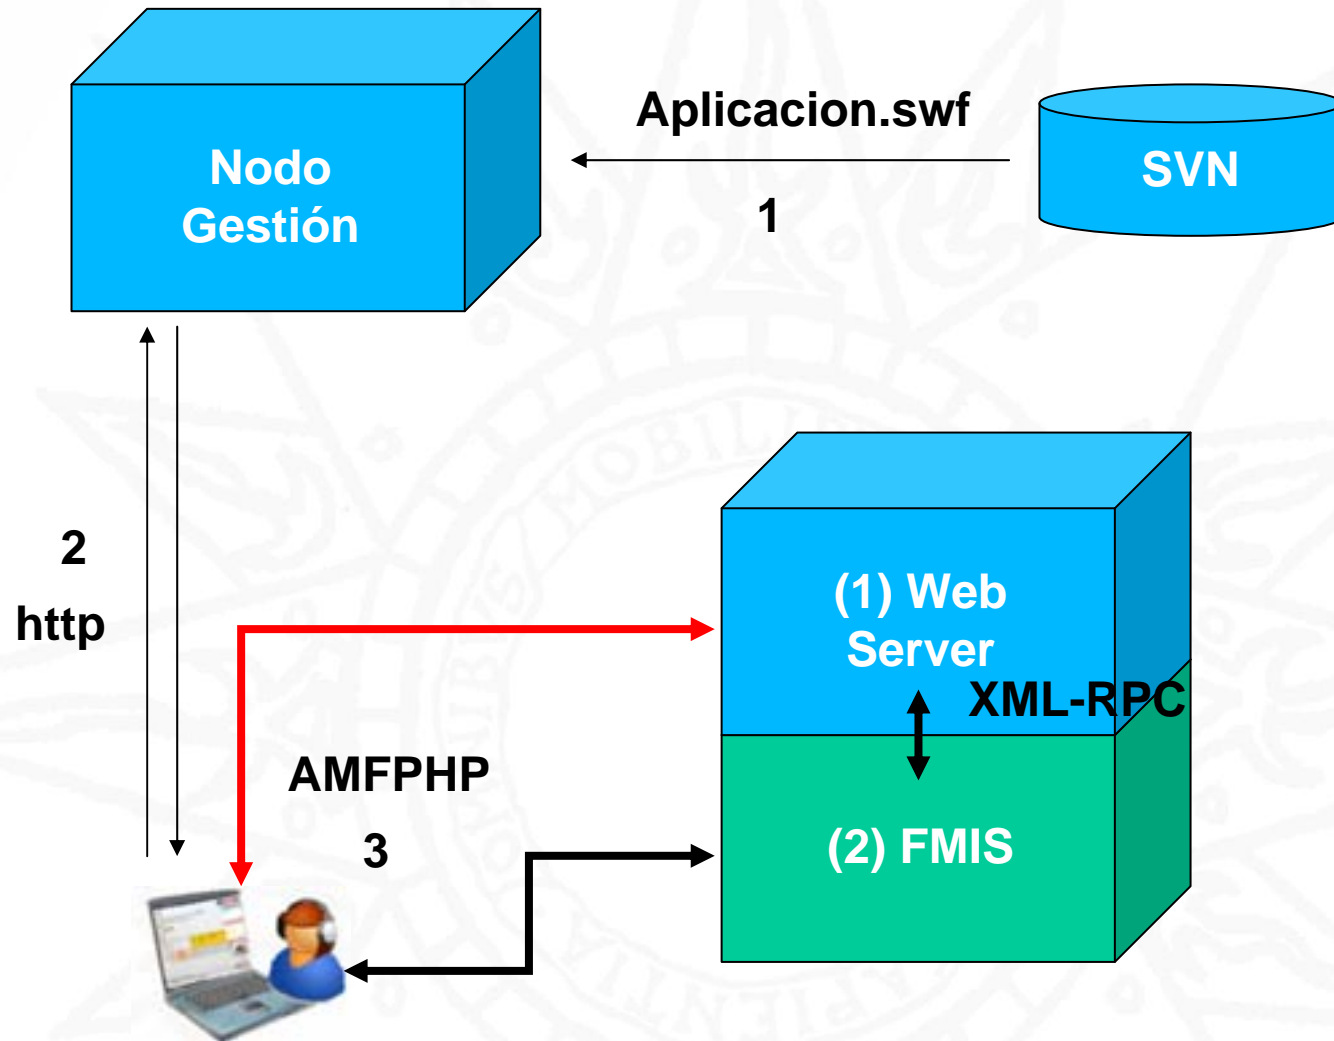 Aplicacion.swf
SVN
Nodo
Gestión
1
2
http
(1) Web
Server
XML-RPC
AMFPHP
3
(2) FMIS